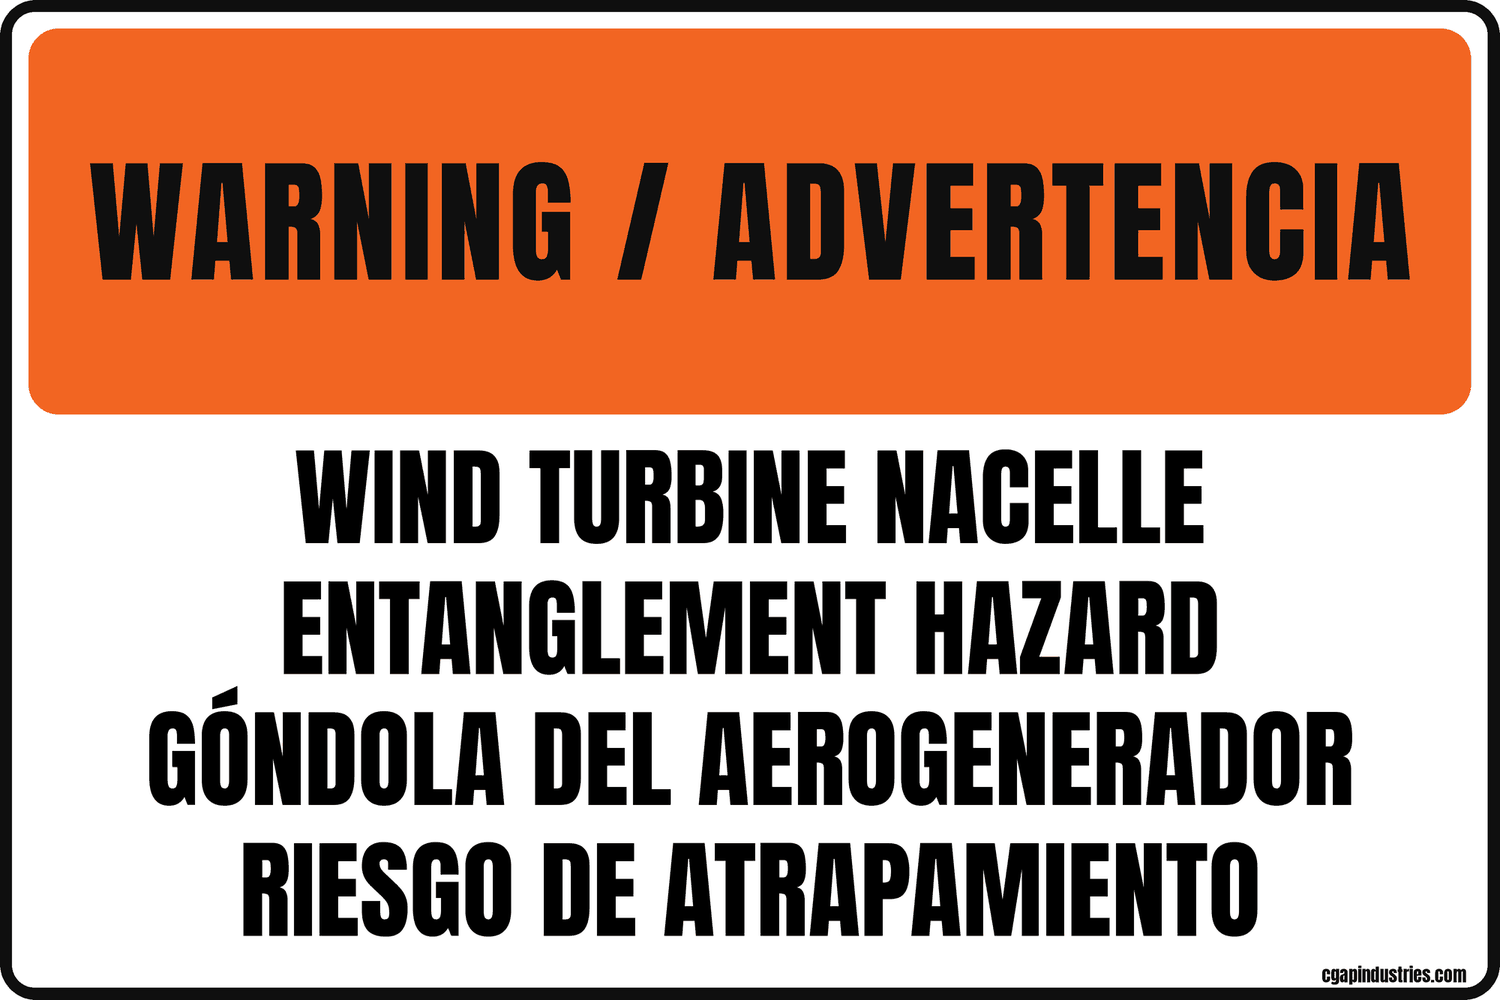 WARNING / ADVERTENCIA
WIND TURBINE NACELLE
ENTANGLEMENT HAZARD
GÓNDOLA DEL AEROGENERADOR
RIESGO DE ATRAPAMIENTO
cgapindustries.com